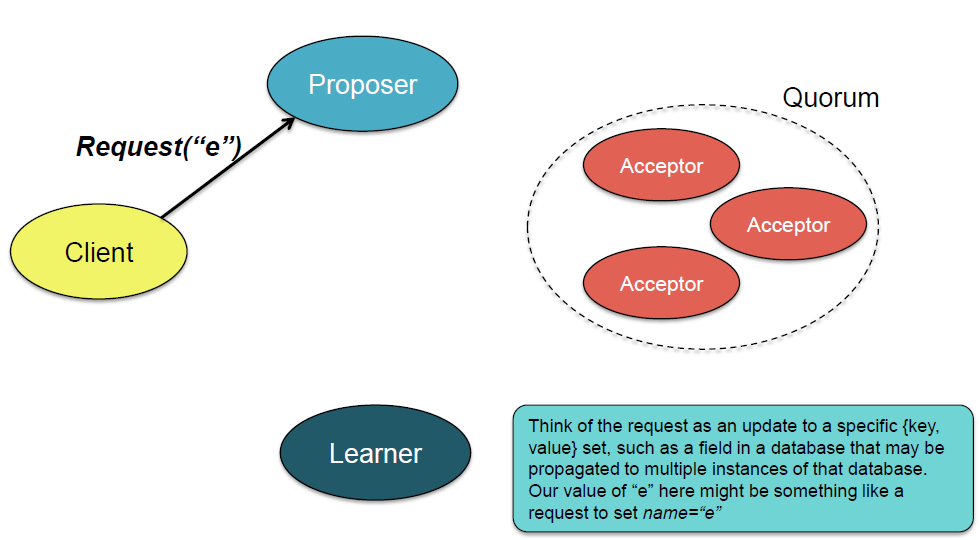 Proposer
Quorum
Request(“e”)
Acceptor
Acceptor
Client
Acceptor
Learner
Think of the request as an update to a specific {key,
value} set, such as a field in a database that may be
propagated to multiple instances of that database.
Our value of “e” here might be something like a
request to set name=“e”